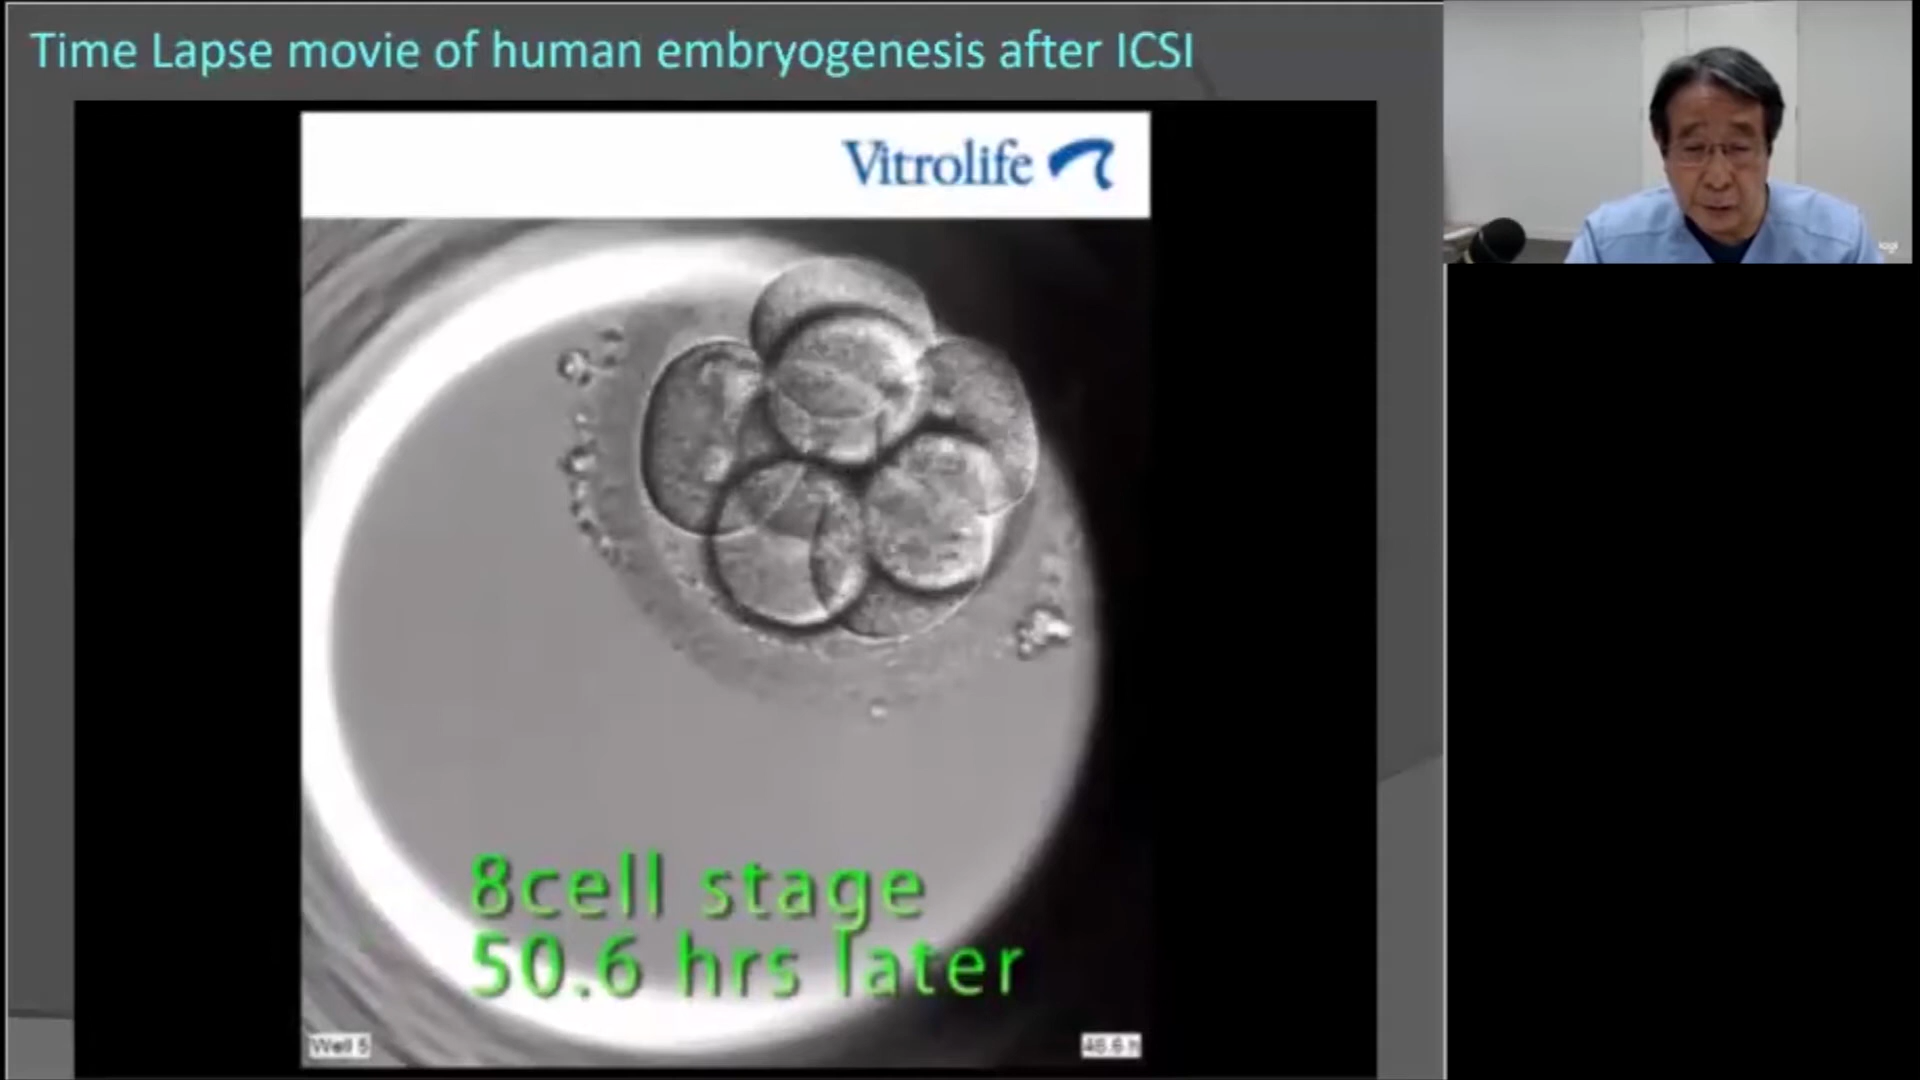 Time Lapse movie of human embryogenesis after ICSI
Vitrolife
8cell stage
50.6 hrs later
Well 5